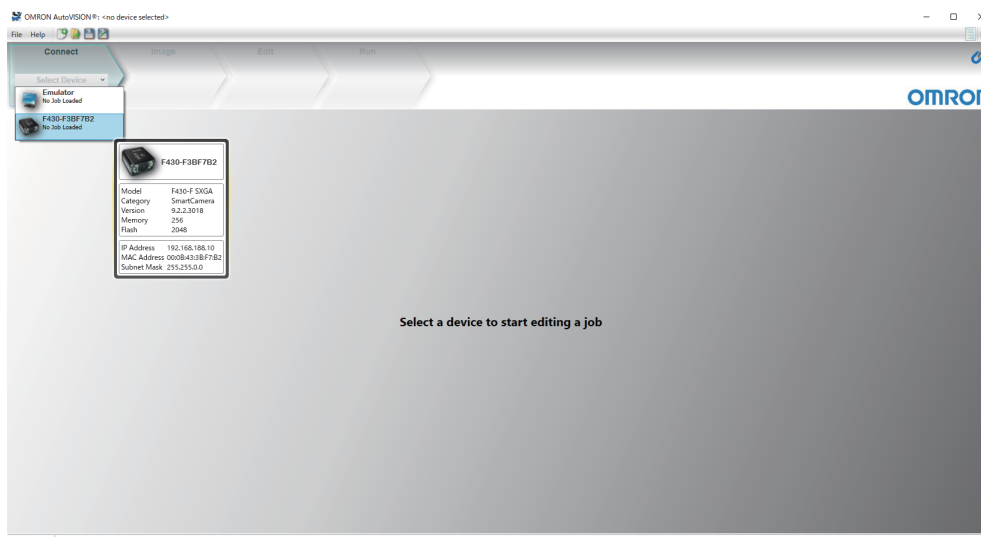 OMRON AutoVISION®: <no device selected>
File Help
Connect Image Edit Run
Select Device
OMRON
Emulator
No Job Loaded
F430-F3BF7B2
No Job Loaded
F430-F3BF7B2
Model F430-F SXGA
Category SmartCamera
Version 9.2.2.3018
Memory 256
Flash 2048
IP Address 192.168.188.10
MAC Address 00:0B:43:3B:F7:B2
Subnet Mask 255.255.0.0
Select a device to start editing a job